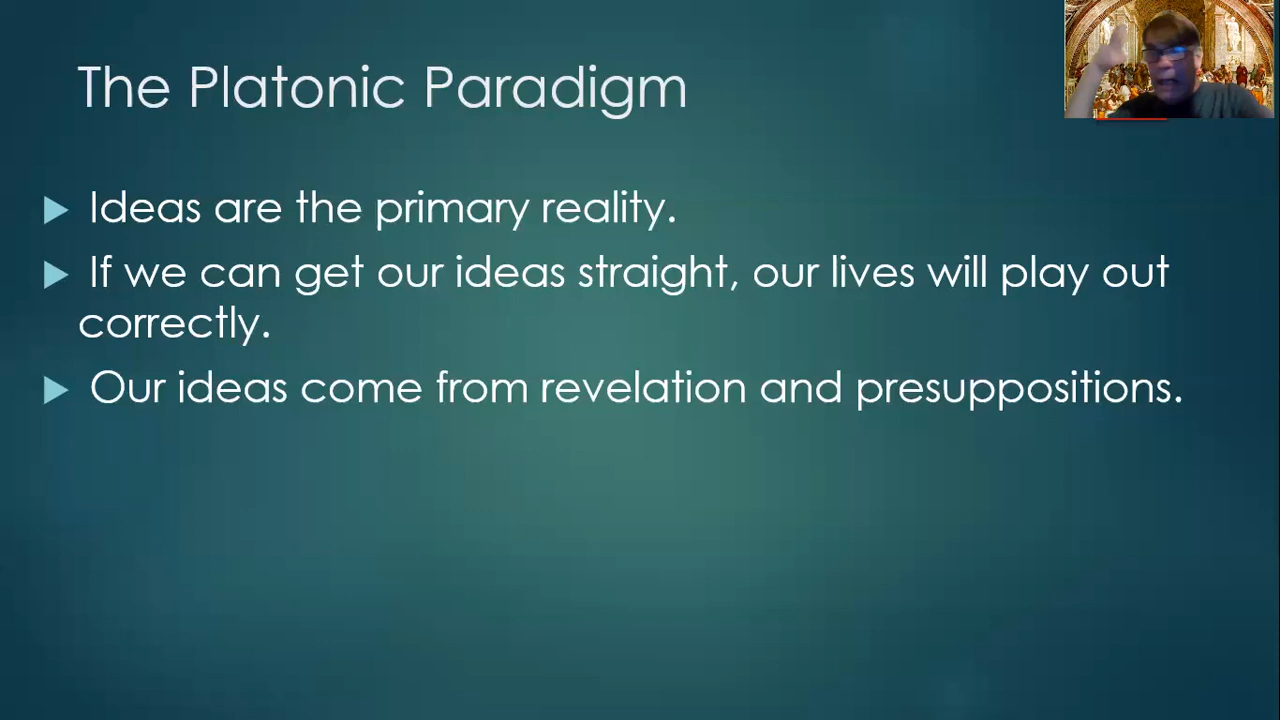 The Platonic Paradigm
Ideas are the primary reality.
If we can get our ideas straight, our lives will play out
correctly.
Our ideas come from revelation and presuppositions.